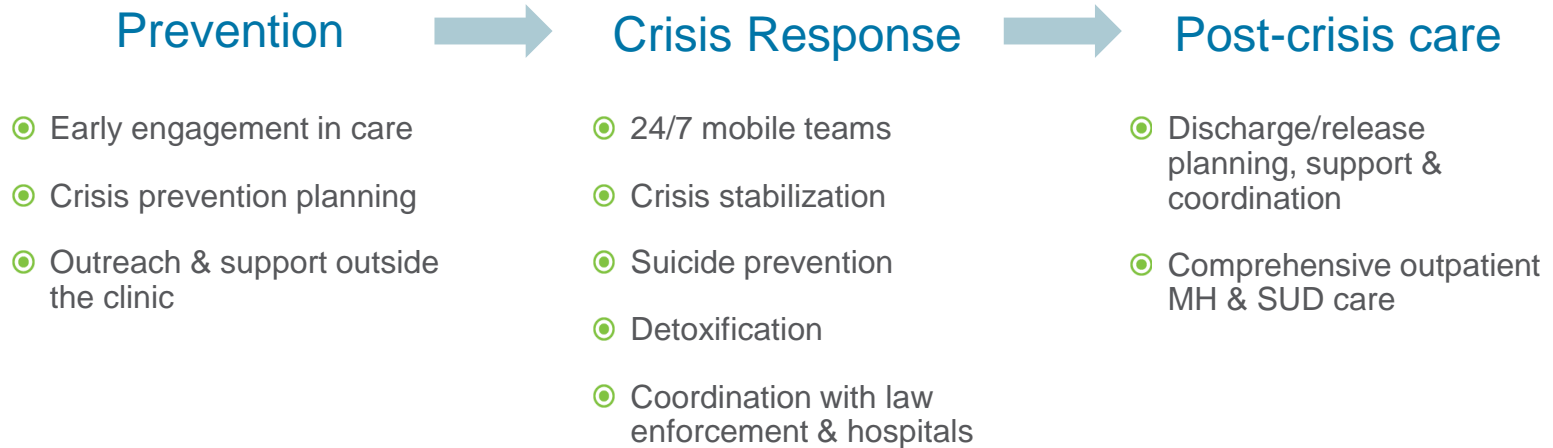 Prevention
Early engagement in care
Crisis prevention planning
Outreach & support outside
the clinic
Crisis Response
24/7 mobile teams
Crisis stabilization
Suicide prevention
Detoxification
Coordination with law
enforcement & hospitals
Post-crisis care
Discharge/release
planning, support &
coordination
Comprehensive outpatient
MH & SUD care